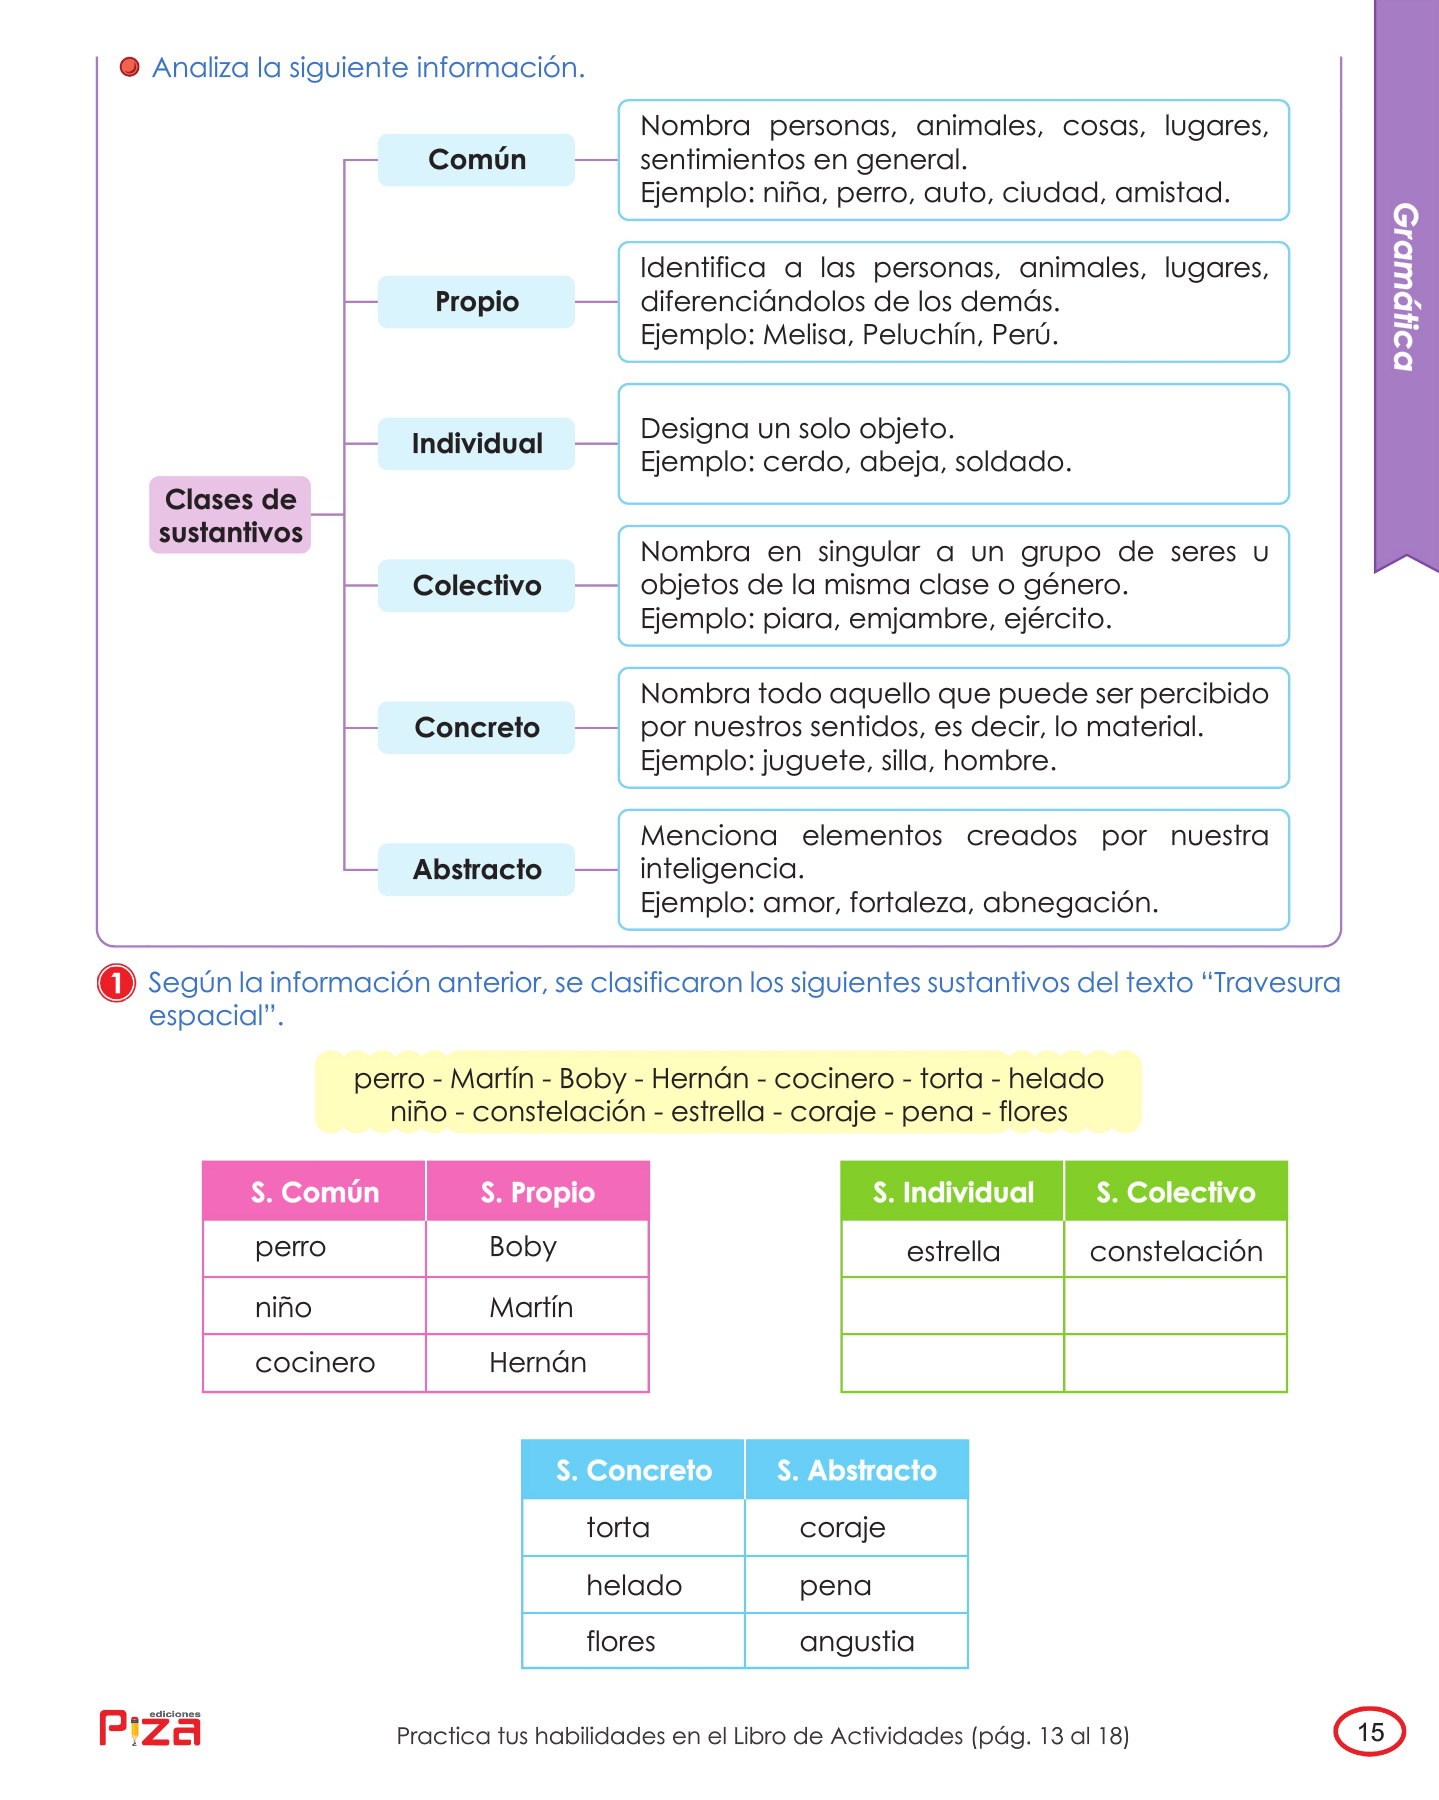 Analiza la siguiente información.
Clases de
sustantivos
Común
Nombra personas, animales, cosas, lugares,
sentimientos en general.
Ejemplo: niña, perro, auto, ciudad, amistad.
Propio
Identifica a las personas, animales, lugares,
diferenciándolos de los demás.
Ejemplo: Melisa, Peluchín, Perú.
Individual
Designa un solo objeto.
Ejemplo: cerdo, abeja, soldado.
Colectivo
Nombra en singular a un grupo de seres u
objetos de la misma clase o género.
Ejemplo: piara, emjambre, ejército.
Concreto
Nombra todo aquello que puede ser percibido
por nuestros sentidos, es decir, lo material.
Ejemplo: juguete, silla, hombre.
Abstracto
Menciona elementos creados por nuestra
inteligencia.
Ejemplo: amor, fortaleza, abnegación.
Gramática
1 Según la información anterior, se clasificaron los siguientes sustantivos del texto “Travesura
espacial”.
perro - Martín - Boby - Hernán - cocinero - torta - helado
niño - constelación - estrella - coraje - pena - flores
S. Común S. Propio
perro Boby
niño Martín
cocinero Hernán
S. Individual S. Colectivo
estrella constelación
S. Concreto S. Abstracto
torta coraje
helado pena
flores angustia
ediciones
PiZa
Practica tus habilidades en el Libro de Actividades (pág. 13 al 18)
15